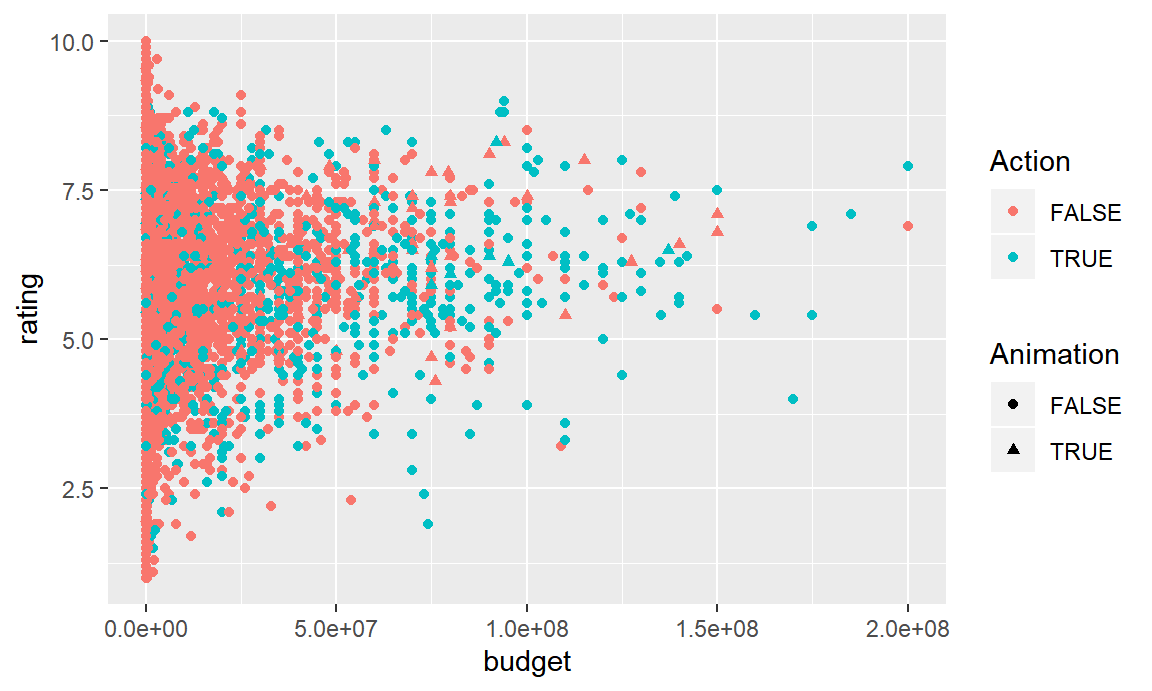 10.0
7.5
5.0
2.5
rating
0.0e+00 5.0e+07 1.0e+08 1.5e+08 2.0e+08
budget
Action
FALSE
TRUE
Animation
FALSE
TRUE